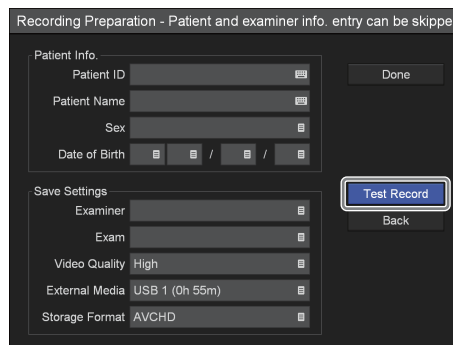 Recording Preparation - Patient and examiner info. entry can be skippe
Patient Info.
Patient ID
Done
Patient Name
Sex
Date of Birth / /
Save Settings
Test Record
Examiner
Back
Exam
Video Quality High
External Media USB 1 (0h 55m)
Storage Format AVCHD